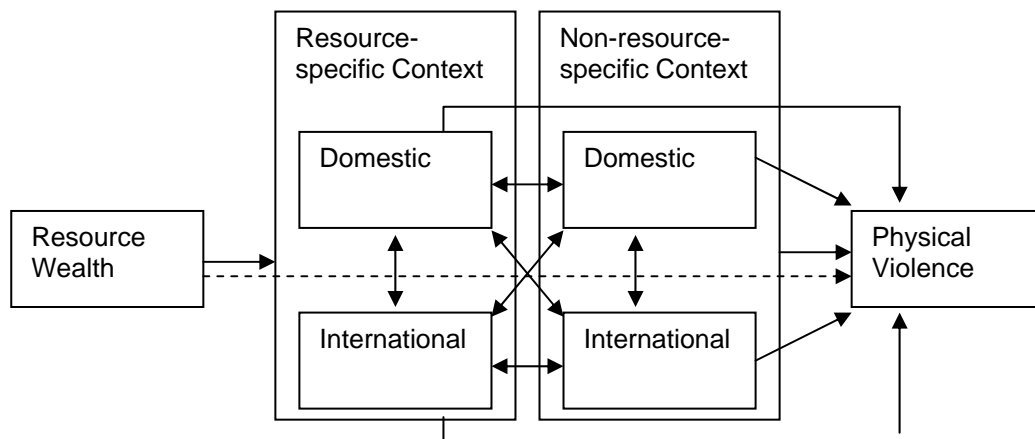 Resource-
specific Context
Non-resource-
specific Context
Domestic
Domestic
Resource
Wealth
Physical
Violence
International
International